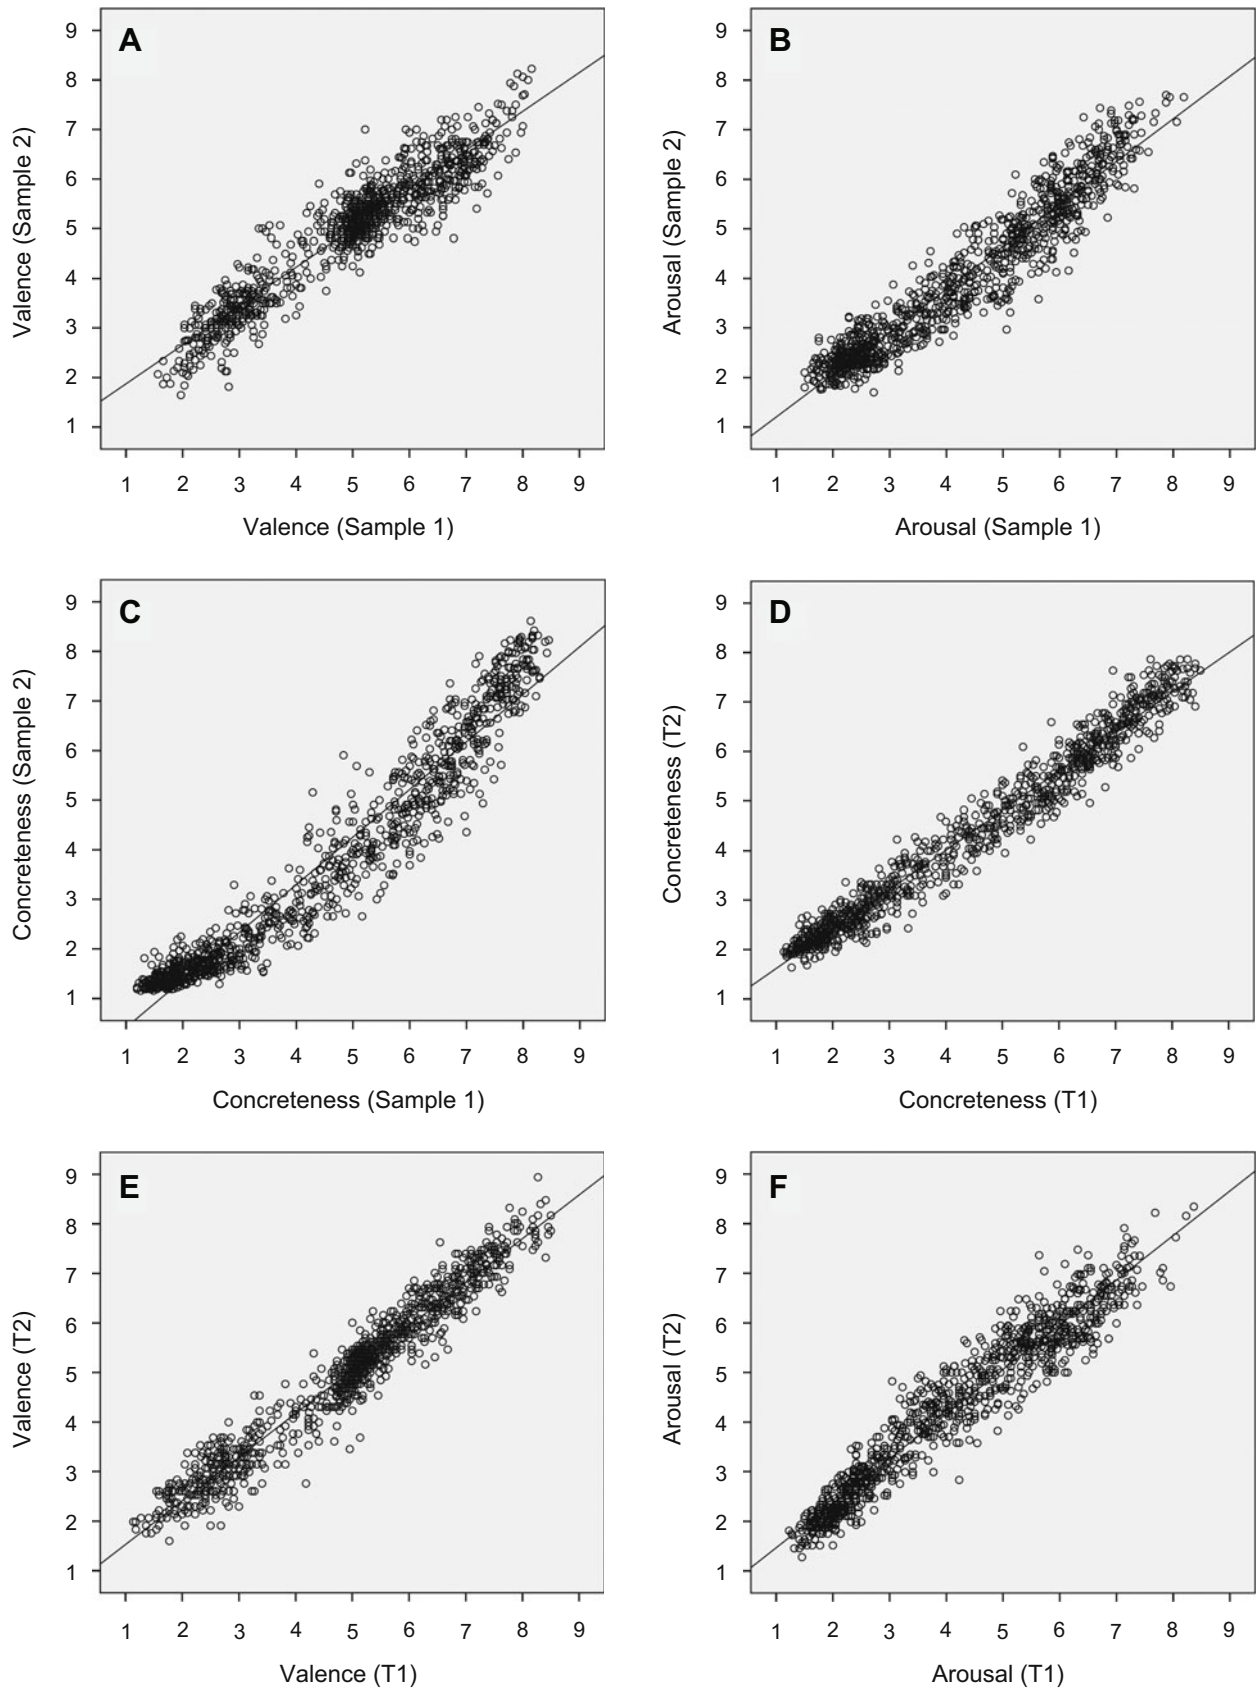 A
9
8
7
6
5
4
3
2
1
Valence (Sample 2)
1 2 3 4 5 6 7 8 9
Valence (Sample 1)
B
9
8
7
6
5
4
3
2
1
Arousal (Sample 2)
1 2 3 4 5 6 7 8 9
Arousal (Sample 1)
C
9
8
7
6
5
4
3
2
1
Concreteness (Sample 2)
1 2 3 4 5 6 7 8 9
Concreteness (Sample 1)
D
9
8
7
6
5
4
3
2
1
Concreteness (T2)
1 2 3 4 5 6 7 8 9
Concreteness (T1)
E
9
8
7
6
5
4
3
2
1
Valence (T2)
1 2 3 4 5 6 7 8 9
Valence (T1)
F
9
8
7
6
5
4
3
2
1
Arousal (T2)
1 2 3 4 5 6 7 8 9
Arousal (T1)